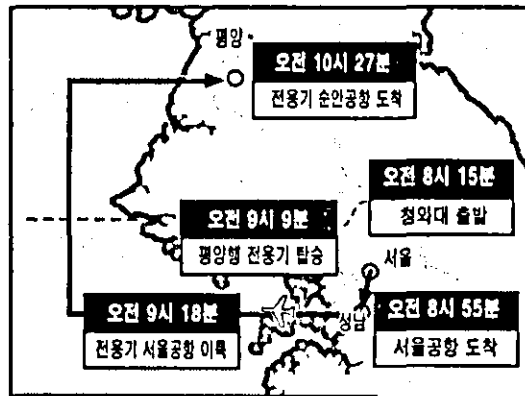 평양
오전 10시 27분
전용기 순안공항 도착
오전 8시 15분
청와대 출발
오전 9시 9분
평양행 전용기 탑승
서울
오전 9시 18분
전용기 서울공항 이륙
성남
오전 8시 55분
서울공항 도착